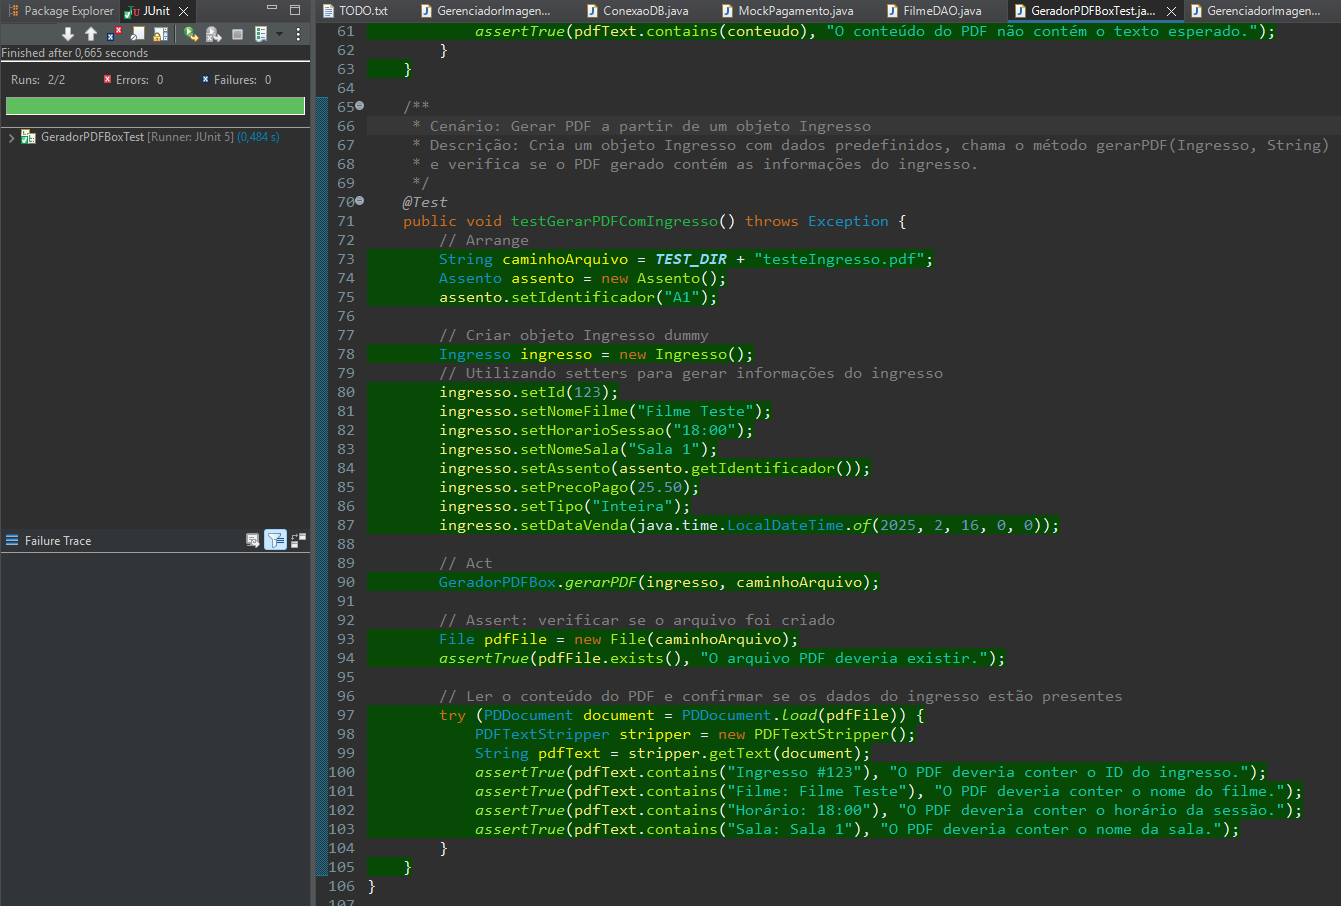 Package Explorer
JUnit
Finished after 0,665 seconds
Runs: 2/2
Errors: 0
Failures: 0
GeradorPDFBoxTest [Runner: JUnit 5] (0,484 s)
Failure Trace
TODO.txt
GerenciadorImagen...
ConexaoDB.java
MockPagamento.java
FilmeDAO.java
GeradorPDFBoxTest.ja...
GerenciadorImagen...
61 assertTrue(pdfText.contains(conteudo), "O conteúdo do PDF não contém o texto esperado.");
62 }
63 }
64
65 /**
66 * Cenário: Gerar PDF a partir de um objeto Ingresso
67 * Descrição: Cria um objeto Ingresso com dados predefinidos, chama o método gerarPDF(Ingresso, String)
68 * e verifica se o PDF gerado contém as informações do ingresso.
69 */
70 @Test
71 public void testGerarPDFComIngresso() throws Exception {
72 // Arrange
73 String caminhoArquivo = TEST_DIR + "testeIngresso.pdf";
74 Assento assento = new Assento();
75 assento.setIdentificador("A1");
76
77 // Criar objeto Ingresso dummy
78 Ingresso ingresso = new Ingresso();
79 // Utilizando setters para gerar informações do ingresso
80 ingresso.setId(123);
81 ingresso.setNomeFilme("Filme Teste");
82 ingresso.setHorarioSessao("18:00");
83 ingresso.setNomeSala("Sala 1");
84 ingresso.setAssento(assento.getIdentificador());
85 ingresso.setPrecoPago(25.50);
86 ingresso.setTipo("Inteira");
87 ingresso.setDataVenda(java.time.LocalDateTime.of(2025, 2, 16, 0, 0));
88
89 // Act
90 GeradorPDFBox.gerarPDF(ingresso, caminhoArquivo);
91
92 // Assert: verificar se o arquivo foi criado
93 File pdfFile = new File(caminhoArquivo);
94 assertTrue(pdfFile.exists(), "O arquivo PDF deveria existir.");
95
96 // Ler o conteúdo do PDF e confirmar se os dados do ingresso estão presentes
97 try (PDDocument document = PDDocument.load(pdfFile)) {
98 PDFTextStripper stripper = new PDFTextStripper();
99 String pdfText = stripper.getText(document);
100 assertTrue(pdfText.contains("Ingresso #123"), "O PDF deveria conter o ID do ingresso.");
101 assertTrue(pdfText.contains("Filme: Filme Teste"), "O PDF deveria conter o nome do filme.");
102 assertTrue(pdfText.contains("Horário: 18:00"), "O PDF deveria conter o horário da sessão.");
103 assertTrue(pdfText.contains("Sala: Sala 1"), "O PDF deveria conter o nome da sala.");
104 }
105 }
106 }
107